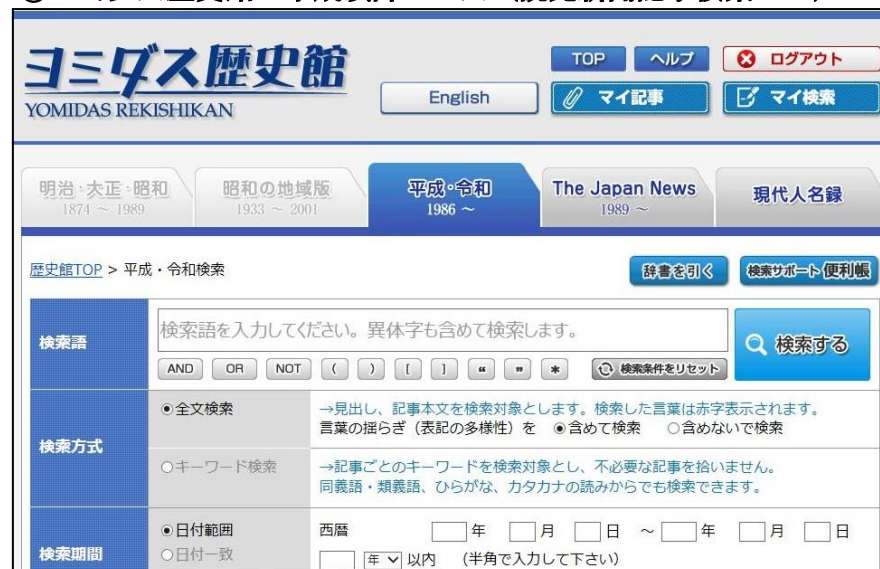 ヨミダス歴史館
YOMIDAS REKISHIKAN
TOP ヘルプ ログアウト
English マイ記事 マイ検索
明治・大正・昭和 昭和の地域版 平成・令和 The Japan News 現代人名録
1874 ～ 1989 1933 ～ 2001 1986 ～ 1989 ～
歴史館TOP > 平成・令和検索 辞書を引く 検索サポート 便利帳
検索語 検索語を入力してください。異体字も含めて検索します。 検索する
AND OR NOT ( ) [ ] “ ” * 検索条件をリセット
検索方式 全文検索 →見出し、記事本文を検索対象とします。検索した言葉は赤字表示されます。
言葉の揺らぎ（表記の多様性）を 含めて検索 含めないで検索
キーワード検索 →記事ごとのキーワードを検索対象とし、不必要な記事を拾いません。
同義語・類義語、ひらがな、カタカナの読みからでも検索できます。
検索期間 日付範囲 西暦 年 月 日 ～ 年 月 日
日付一致 年 以内 （半角で入力して下さい）